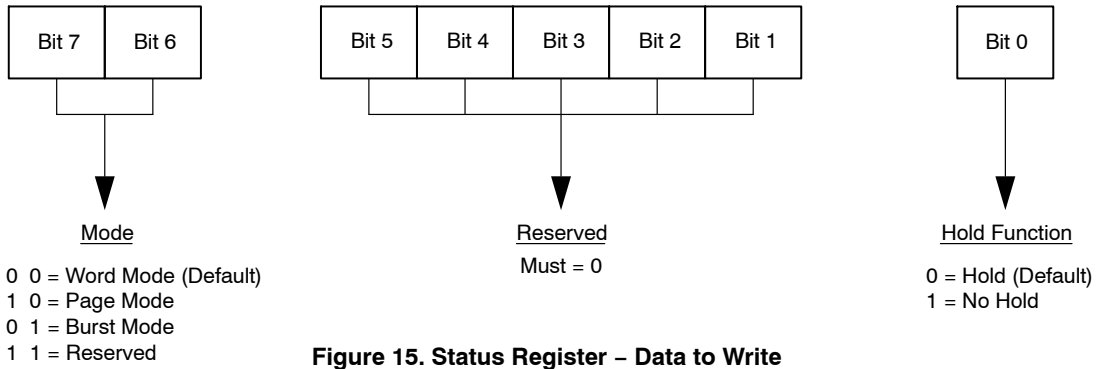 Bit 7 Bit 6 Bit 5 Bit 4 Bit 3 Bit 2 Bit 1 Bit 0
Mode
0 0 = Word Mode (Default)
1 0 = Page Mode
0 1 = Burst Mode
1 1 = Reserved
Reserved
Must = 0
Hold Function
0 = Hold (Default)
1 = No Hold
Figure 15. Status Register – Data to Write